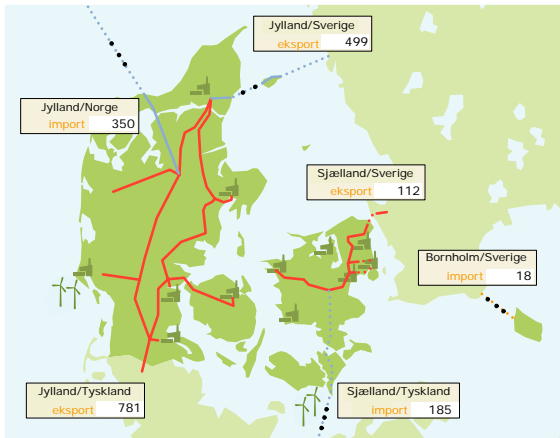 Jylland/Sverige
eksport 499
Jylland/Norge
import 350
Sjælland/Sverige
eksport 112
Bornholm/Sverige
import 18
Jylland/Tyskland
eksport 781
Sjælland/Tyskland
import 185